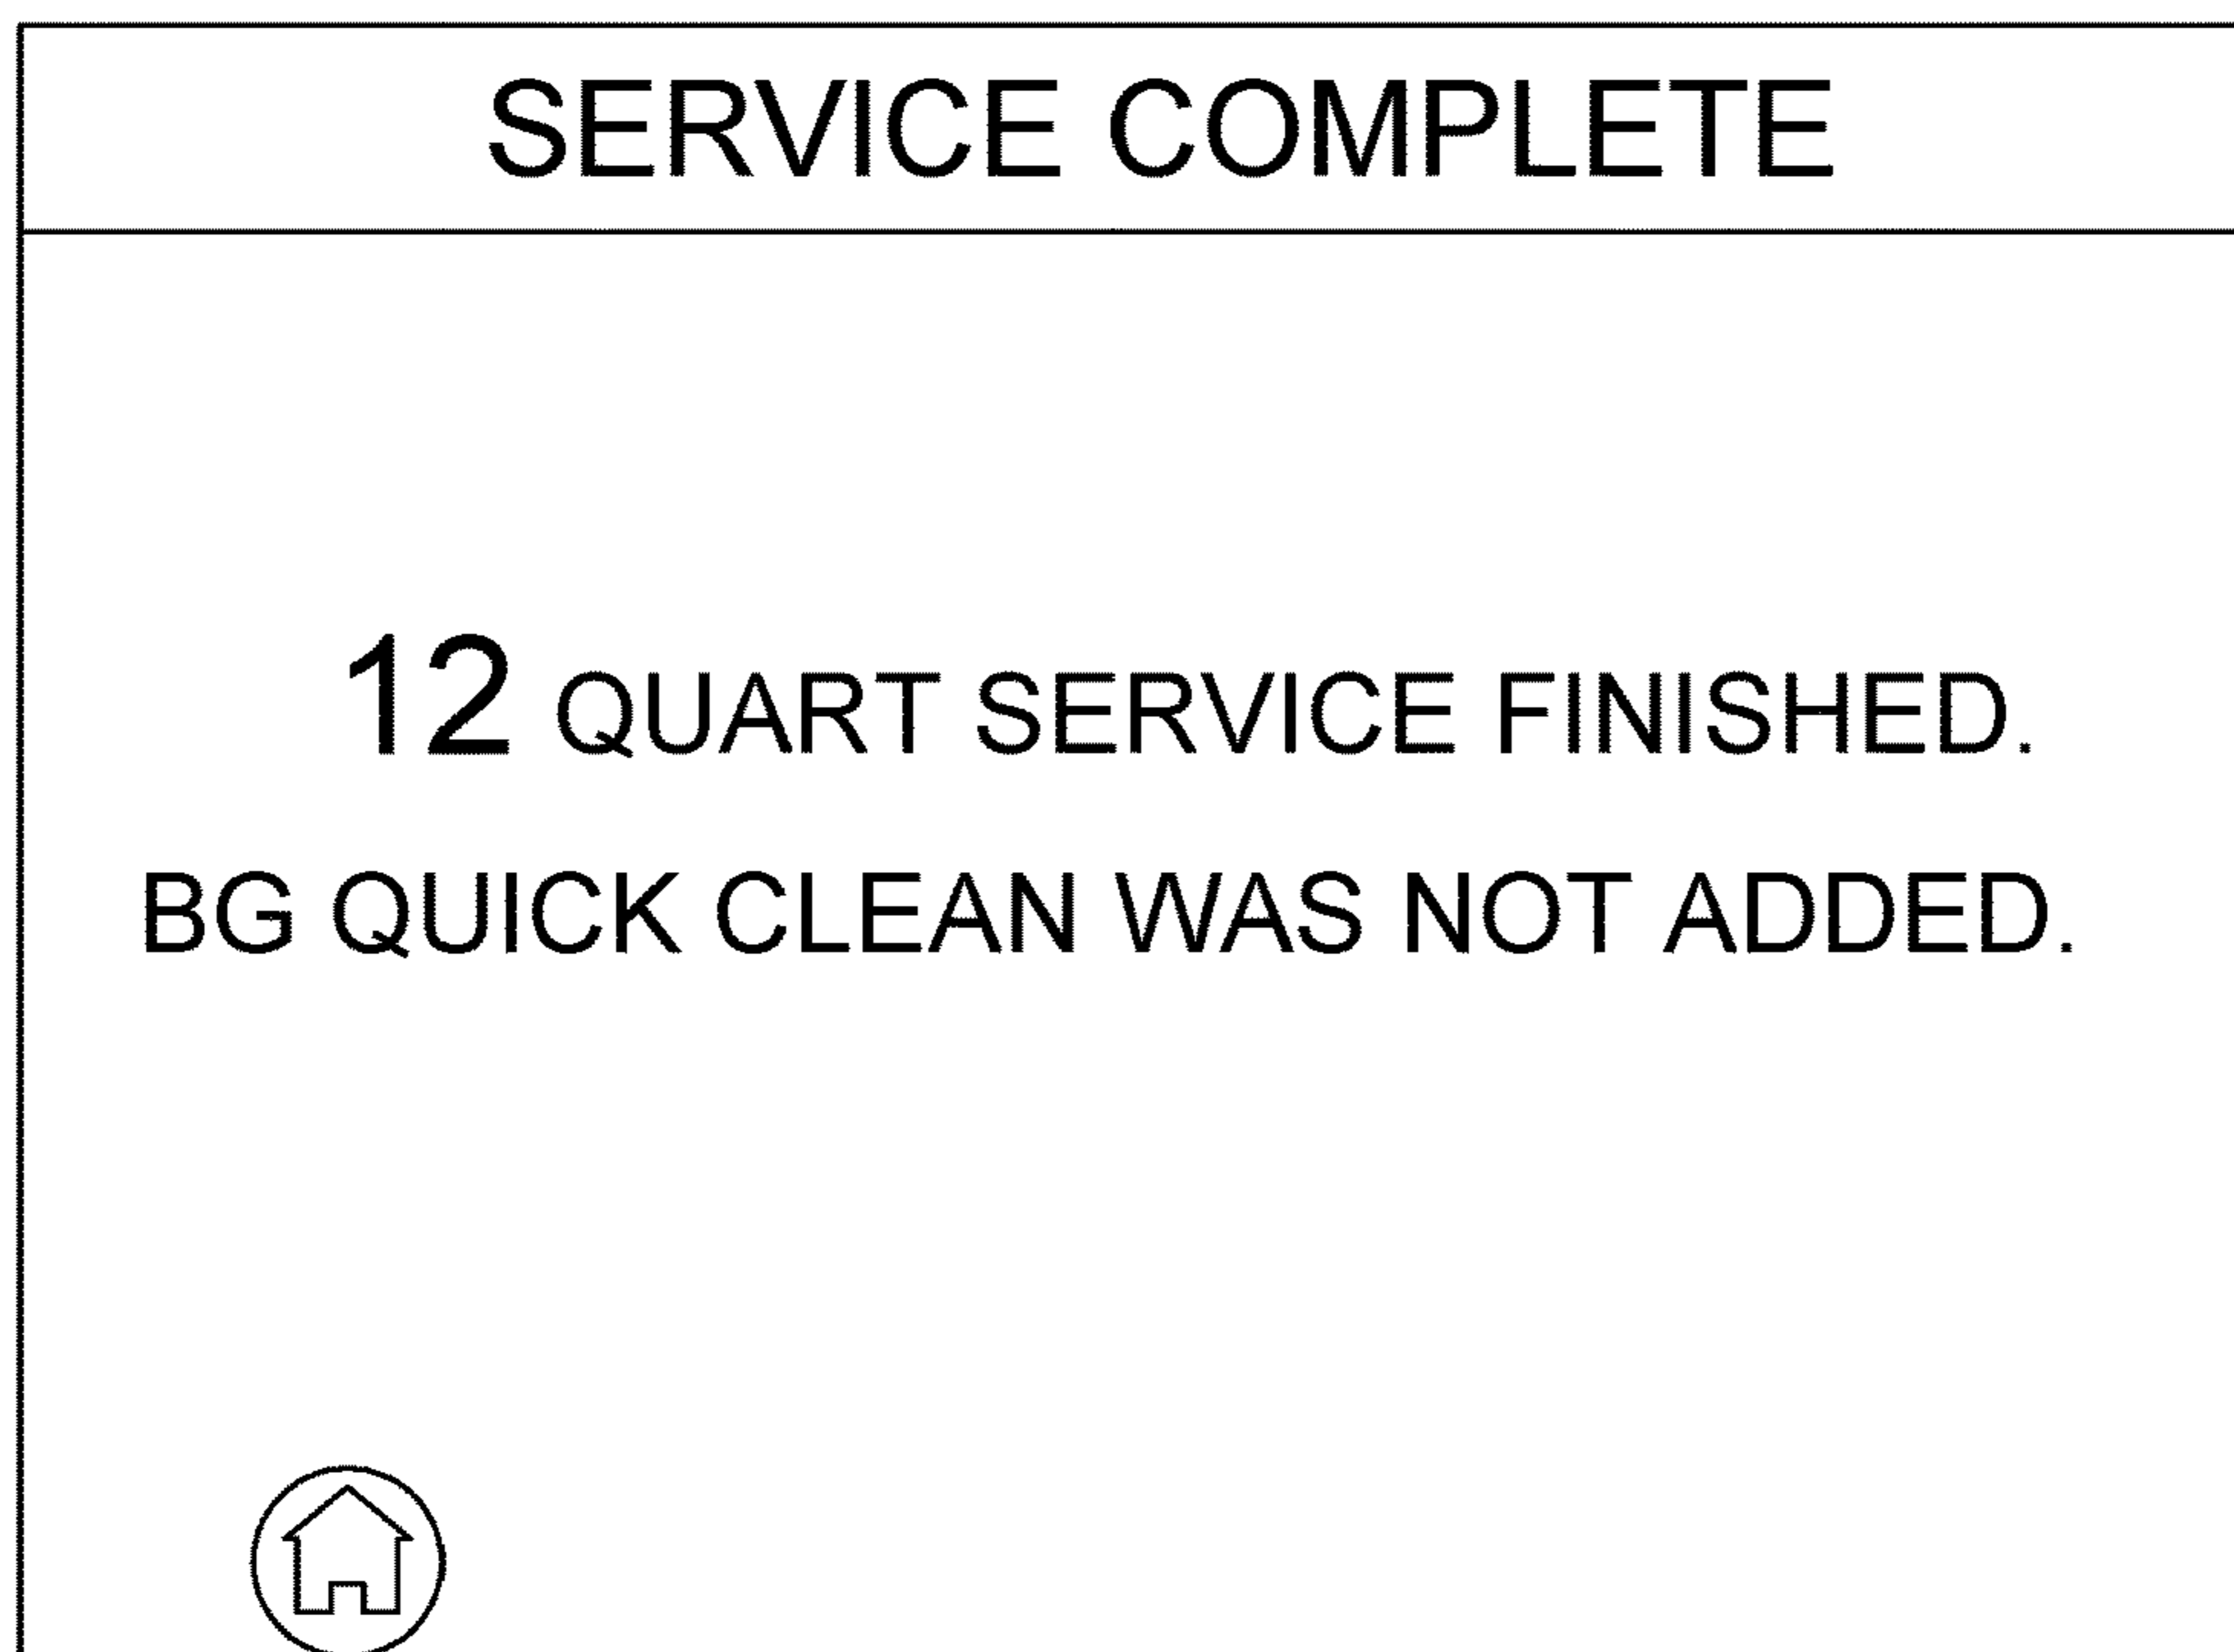 SERVICE COMPLETE
12 QUART SERVICE FINISHED.
BG QUICK CLEAN WAS NOT ADDED.